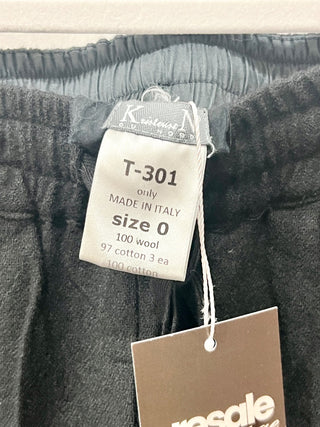 T-301
only
MADE IN ITALY
size 0
100 wool
97 cotton 3 ea
100 cotton
resale